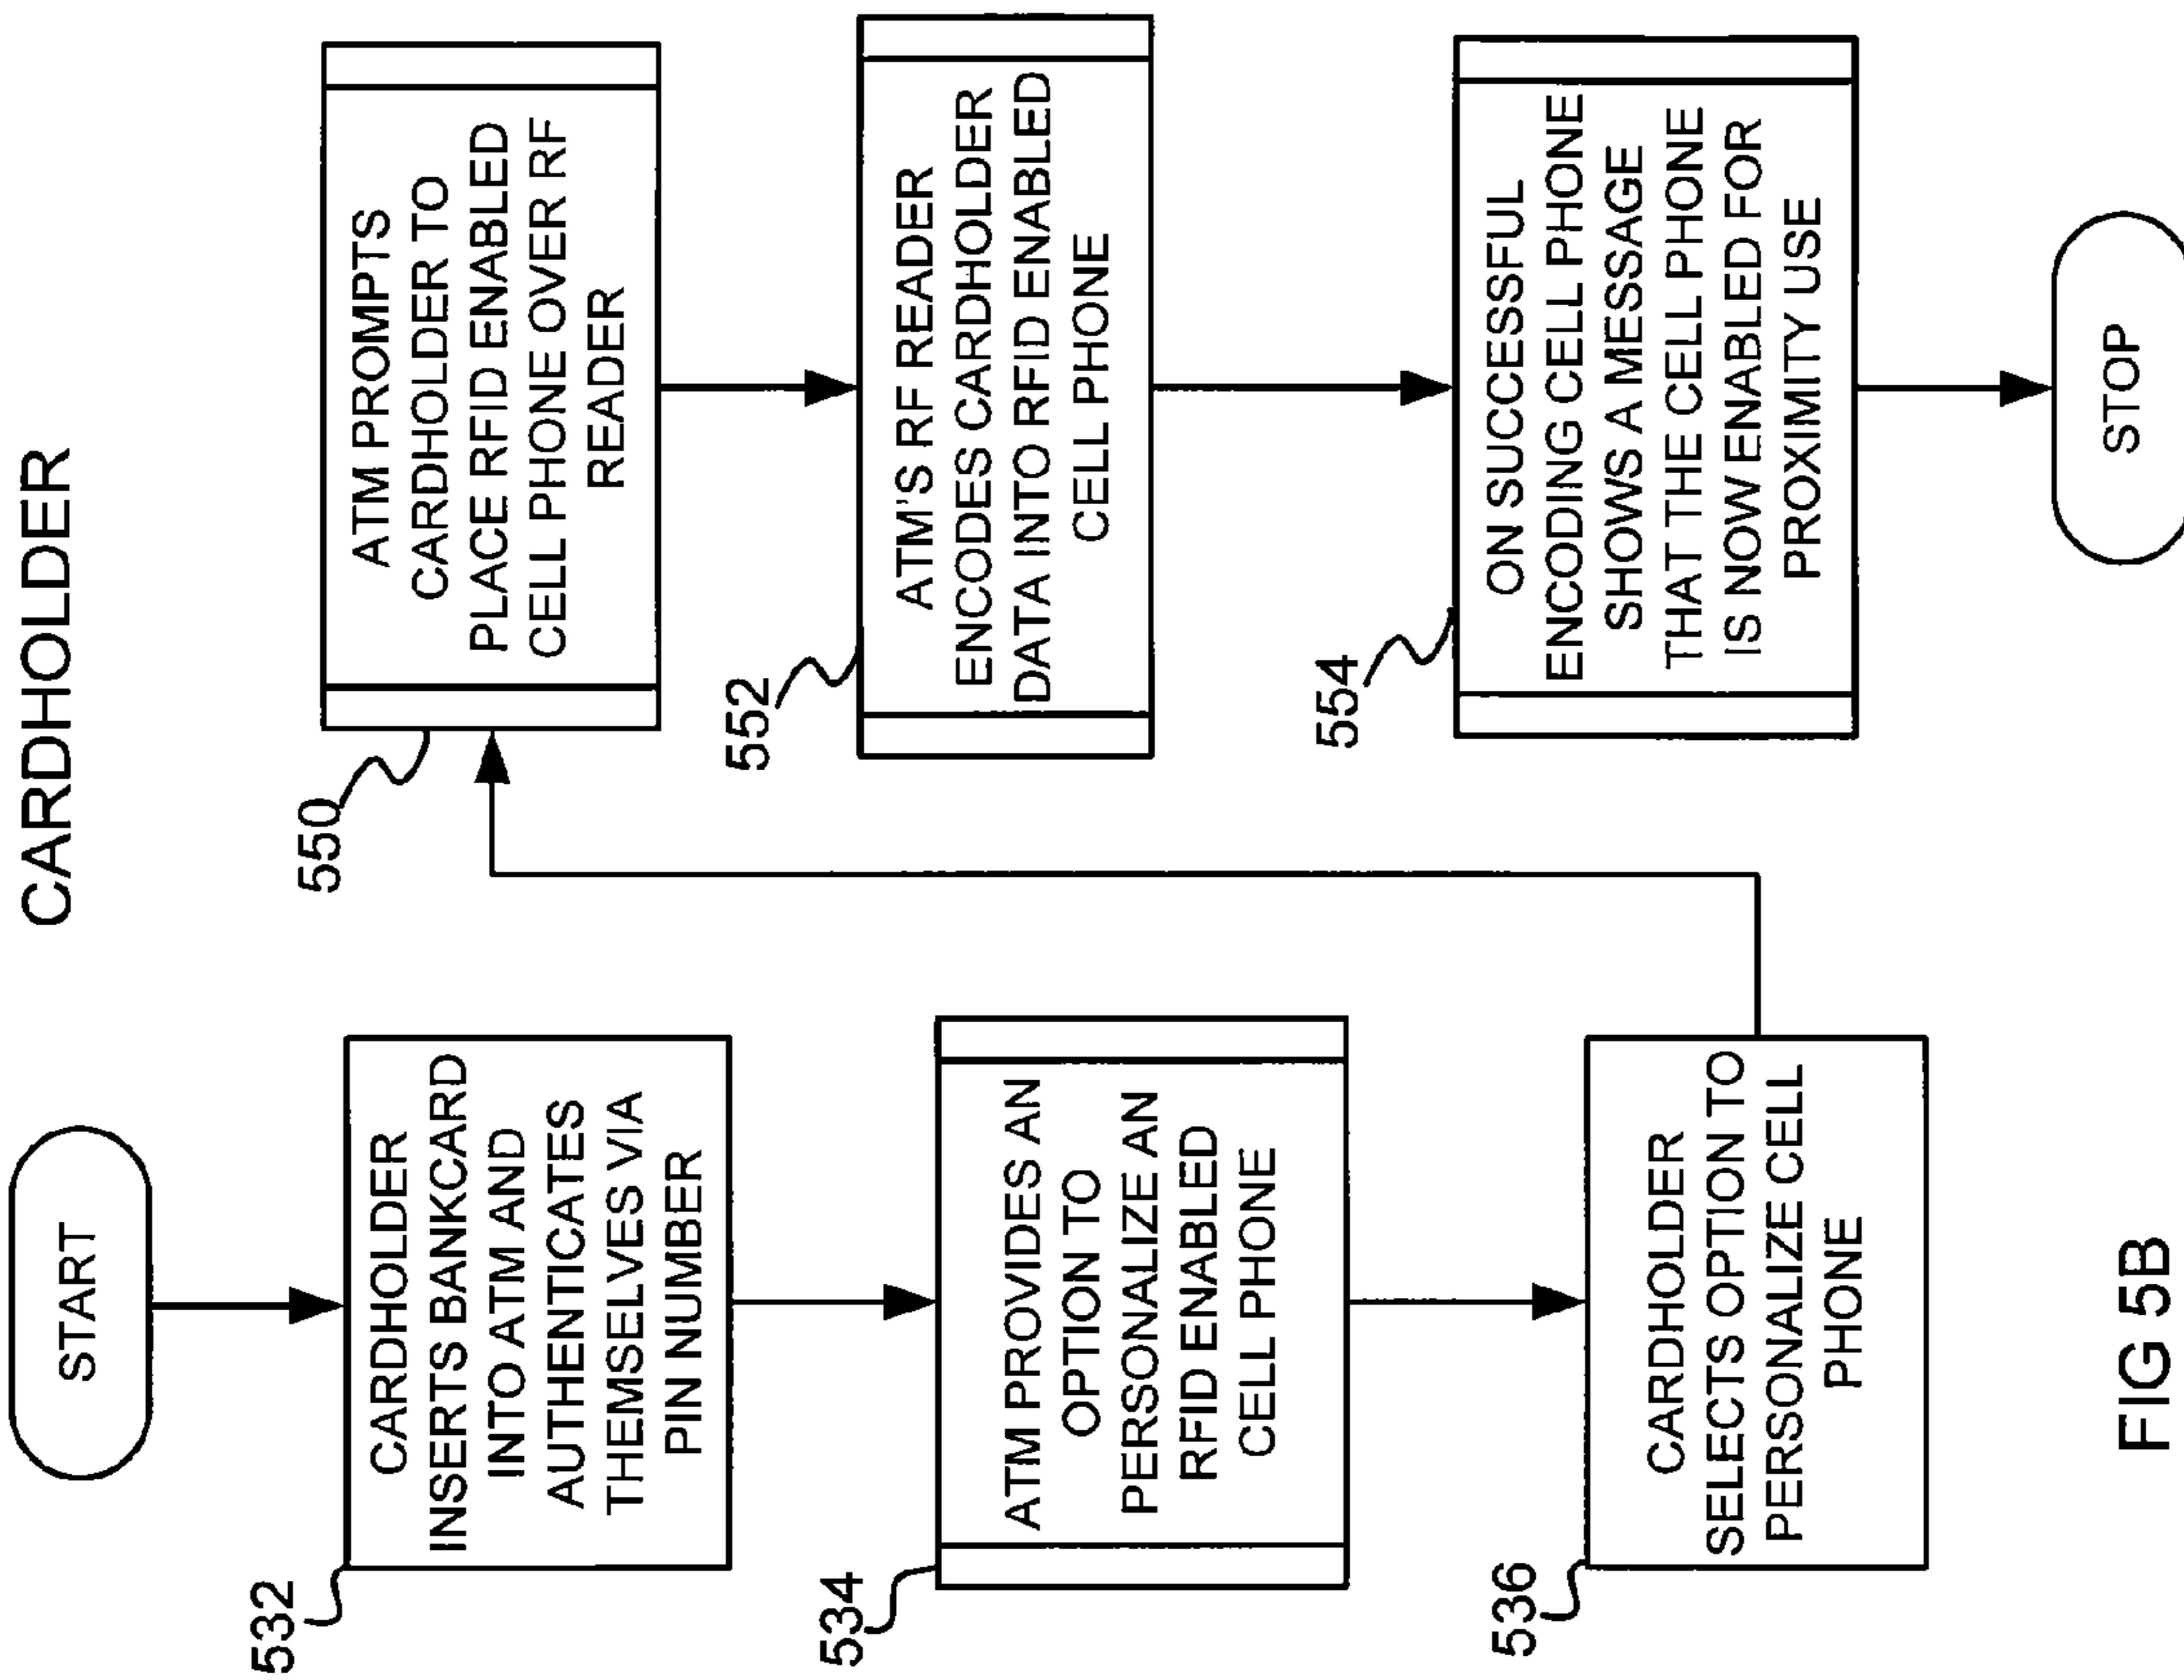 CARDHOLDER
START
532
CARDHOLDER
INSERTS BANKCARD
INTO ATM AND
AUTHENTICATES
THEMSELVES VIA
PIN NUMBER
534
ATM PROVIDES AN
OPTION TO
PERSONALIZE AN
RFID ENABLED
CELL PHONE
536
CARDHOLDER
SELECTS OPTION TO
PERSONALIZE CELL
PHONE
550
ATM PROMPTS
CARDHOLDER TO
PLACE RFID ENABLED
CELL PHONE OVER RF
READER
552
ATM'S RF READER
ENCODES CARDHOLDER
DATA INTO RFID ENABLED
CELL PHONE
554
ON SUCCESSFUL
ENCODING CELL PHONE
SHOWS A MESSAGE
THAT THE CELL PHONE
IS NOW ENABLED FOR
PROXIMITY USE
STOP
FIG 5B